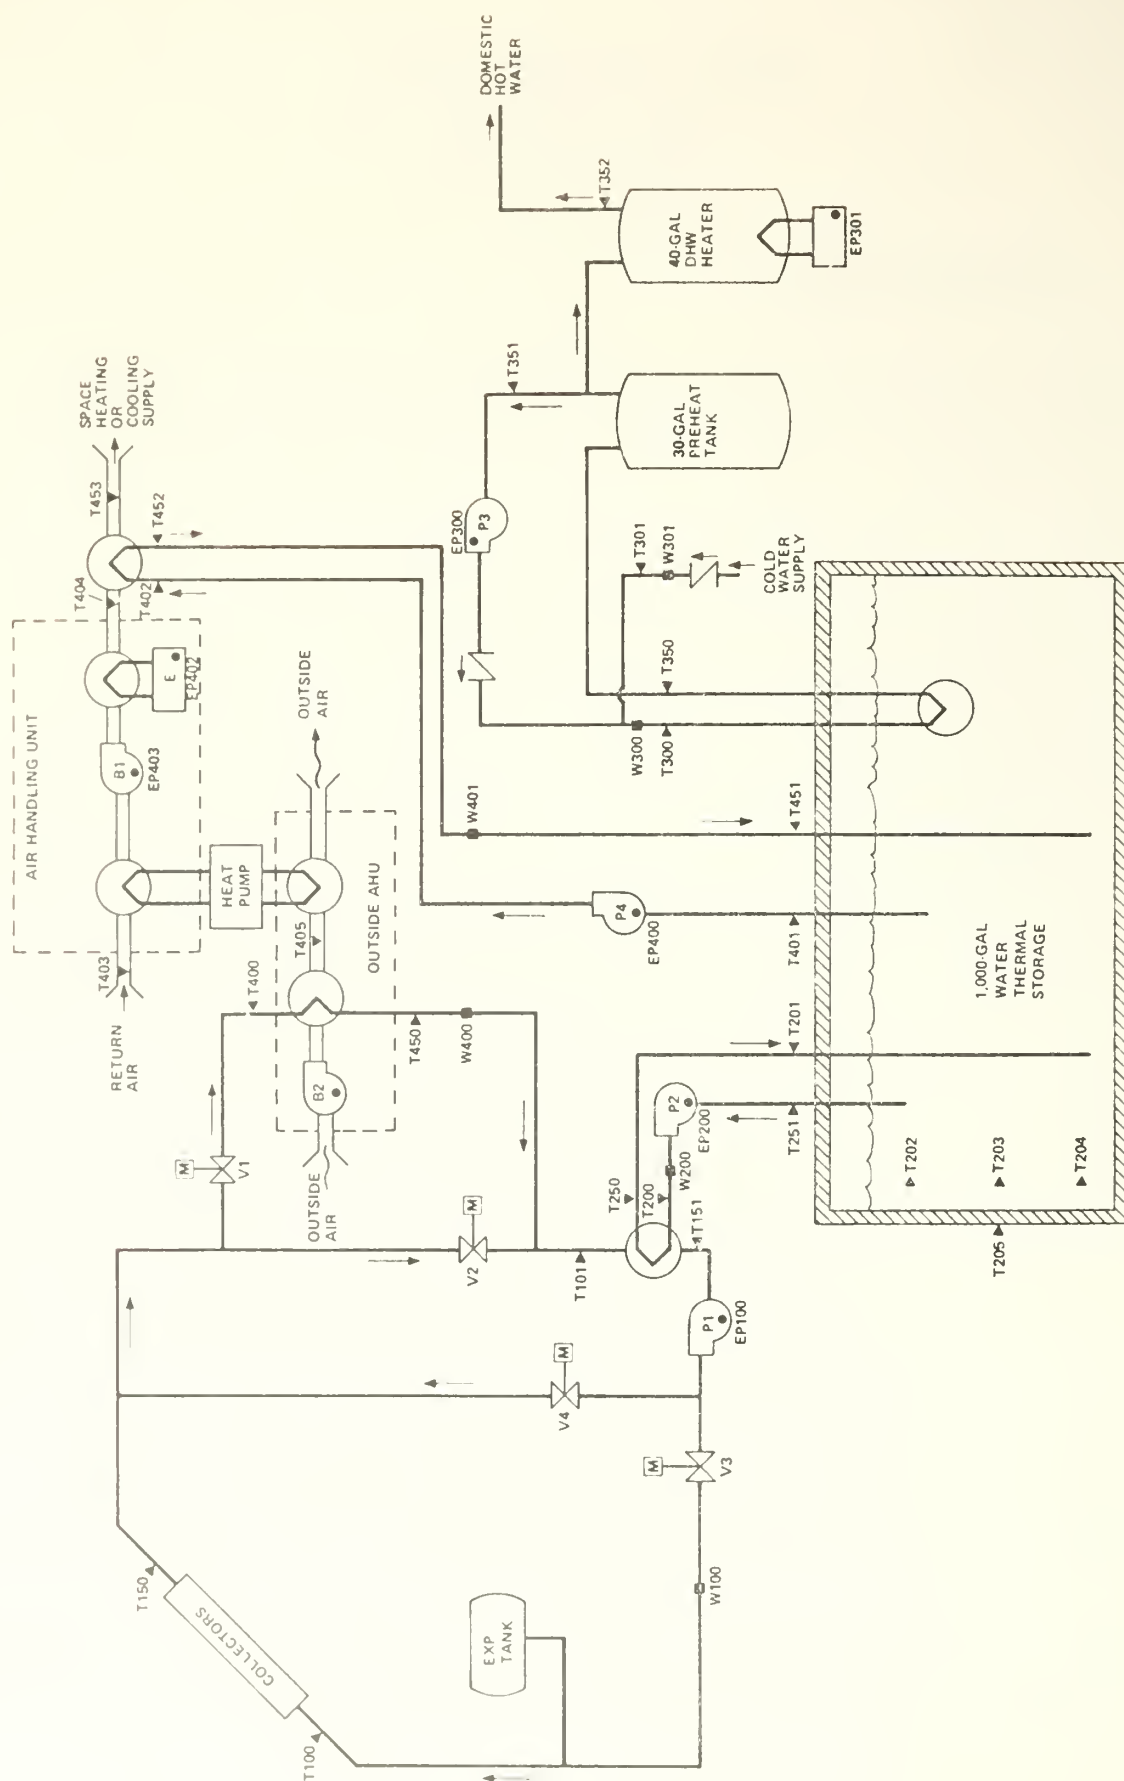 AIR HANDLING UNIT
RETURN
AIR
T403
B1
EP403
E
EP402
T404
T453
SPACE
HEATING
OR
COOLING
SUPPLY
T402
T452
HEAT
PUMP
OUTSIDE
AIR
T405
OUTSIDE AHU
B2
OUTSIDE
AIR
T400
T450
W400
M
V1
M
V2
T101
T250
T200
W200
T151
P2
EP200
P1
EP100
M
V4
M
V3
W100
EXP
TANK
T100
COLLECTORS
T150
P4
EP400
W401
T251
T201
T401
T451
T202
T203
T204
T205
1,000-GAL
WATER
THERMAL
STORAGE
W300
T300
T350
T301
W301
COLD
WATER
SUPPLY
EP300
P3
T351
30-GAL
PREHEAT
TANK
40-GAL
DHW
HEATER
EP301
T352
DOMESTIC
HOT
WATER